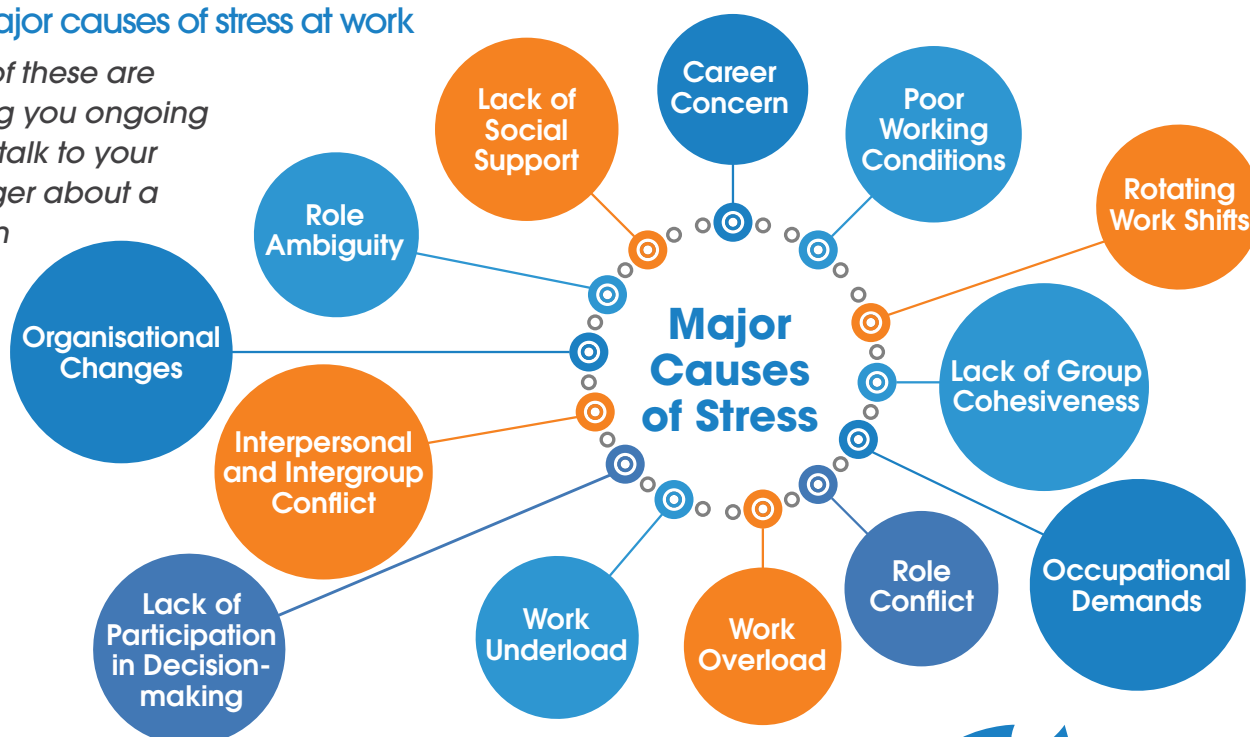 ajor causes of stress at work
of these are
g you ongoing
talk to your
ger about a
n
Career
Concern
Lack of
Social
Support
Poor
Working
Conditions
Rotating
Work Shifts
Role
Ambiguity
Organisational
Changes
Major
Causes
of Stress
Lack of Group
Cohesiveness
Interpersonal
and Intergroup
Conflict
Occupational
Demands
Role
Conflict
Lack of
Participation
in Decision-
making
Work
Underload
Work
Overload